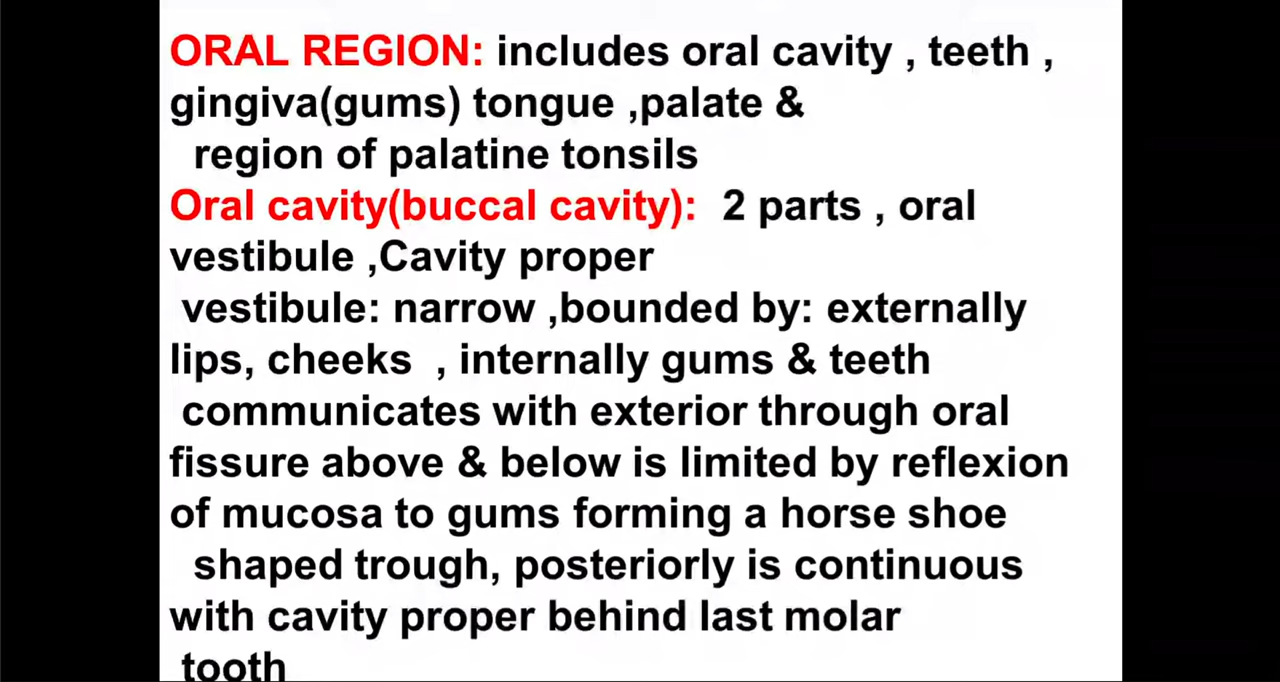 ORAL REGION: includes oral cavity , teeth ,
gingiva(gums) tongue ,palate &
region of palatine tonsils
Oral cavity(buccal cavity): 2 parts , oral
vestibule ,Cavity proper
vestibule: narrow ,bounded by: externally
lips, cheeks , internally gums & teeth
communicates with exterior through oral
fissure above & below is limited by reflexion
of mucosa to gums forming a horse shoe
shaped trough, posteriorly is continuous
with cavity proper behind last molar
tooth